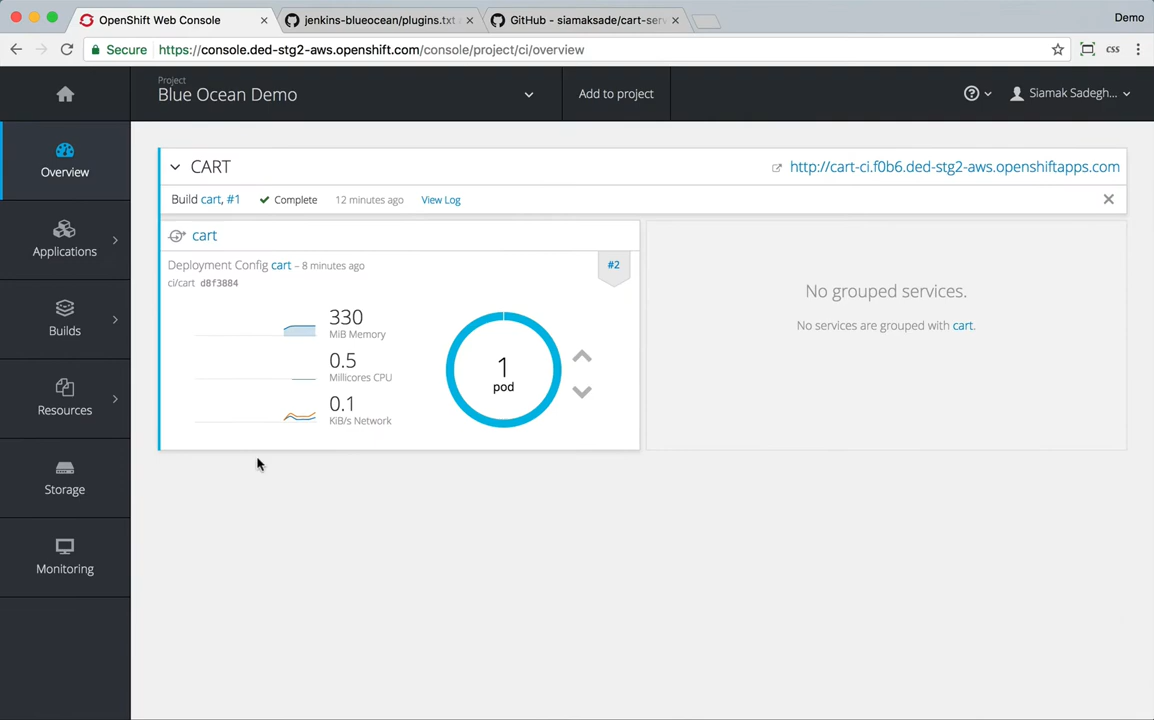 OpenShift Web Console
jenkins-blueocean/plugins.txt
GitHub - siamaksade/cart-serv
Demo
Secure https://console.ded-stg2-aws.openshift.com/console/project/ci/overview
css
Project
Blue Ocean Demo
Add to project
Siamak Sadegh...
Overview
Applications
Builds
Resources
Storage
Monitoring
CART
http://cart-ci.f0b6.ded-stg2-aws.openshiftapps.com
Build cart, #1 Complete 12 minutes ago View Log
cart
Deployment Config cart – 8 minutes ago
#2
ci/cart d8f3884
330
MiB Memory
0.5
Millicores CPU
0.1
KiB/s Network
1
pod
No grouped services.
No services are grouped with cart.